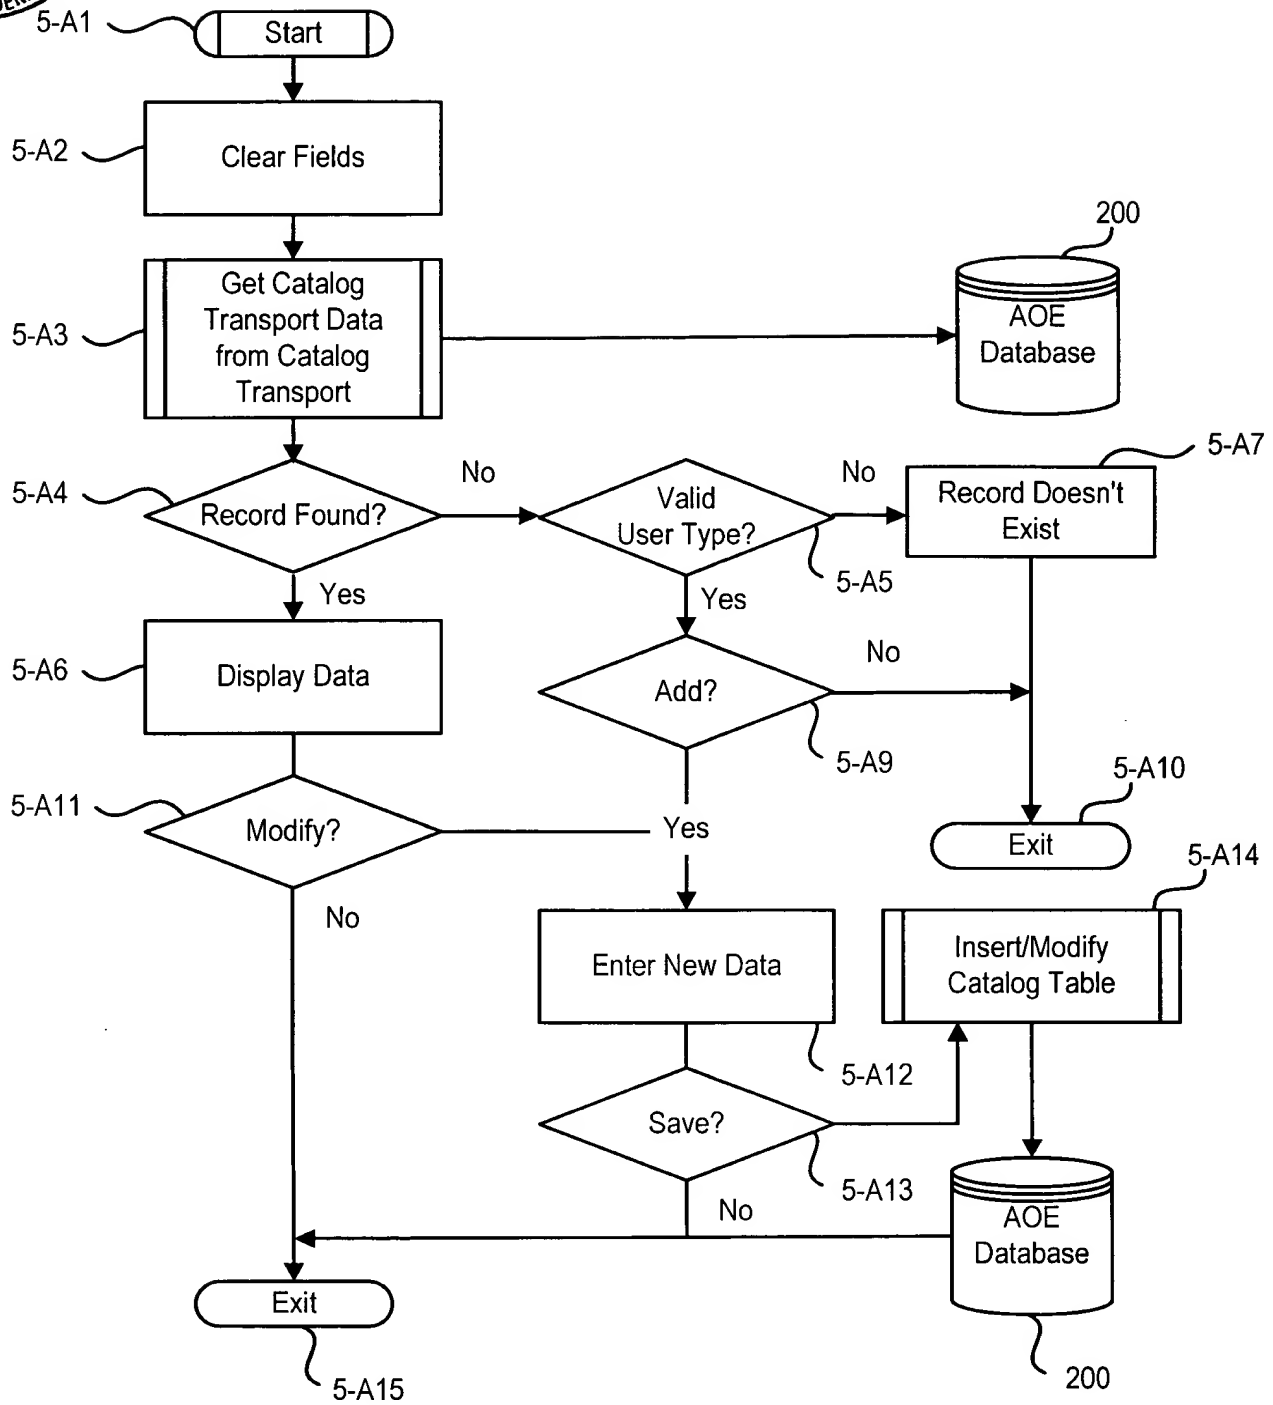 5-A1
Start
5-A2
Clear Fields
200
5-A3
Get Catalog
Transport Data
from Catalog
Transport
AOE
Database
5-A4
Record Found?
No
Valid
User Type?
No
5-A7
Record Doesn't
Exist
Yes
5-A5
Yes
5-A6
Display Data
Add?
No
5-A9
5-A10
Exit
5-A11
Modify?
Yes
No
5-A14
Insert/Modify
Catalog Table
Enter New Data
5-A12
Save?
5-A13
No
AOE
Database
200
Exit
5-A15